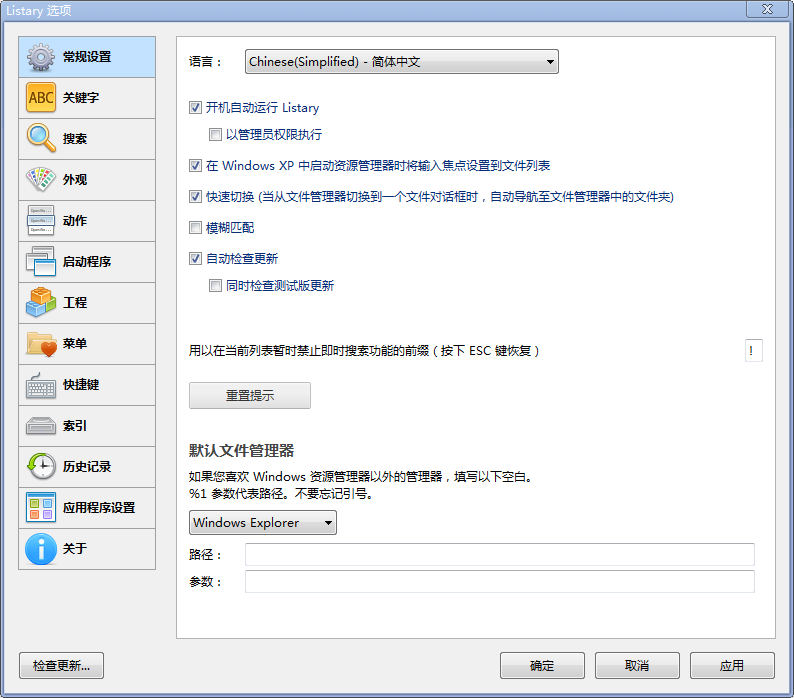 Listary 选项
常规设置
ABC 关键字
搜索
外观
动作
启动程序
工程
菜单
快捷键
索引
历史记录
应用程序设置
关于
语言： Chinese(Simplified) - 简体中文
开机自动运行 Listary
以管理员权限执行
在 Windows XP 中启动资源管理器时将输入焦点设置到文件列表
快速切换 (当从文件管理器切换到一个文件对话框时，自动导航至文件管理器中的文件夹)
模糊匹配
自动检查更新
同时检查测试版更新
用以在当前列表暂时禁止即时搜索功能的前缀 ( 按下 ESC 键恢复 ) !
重置提示
默认文件管理器
如果您喜欢 Windows 资源管理器以外的管理器，填写以下空白。
%1 参数代表路径。不要忘记引号。
Windows Explorer
路径：
参数：
检查更新... 确定 取消 应用